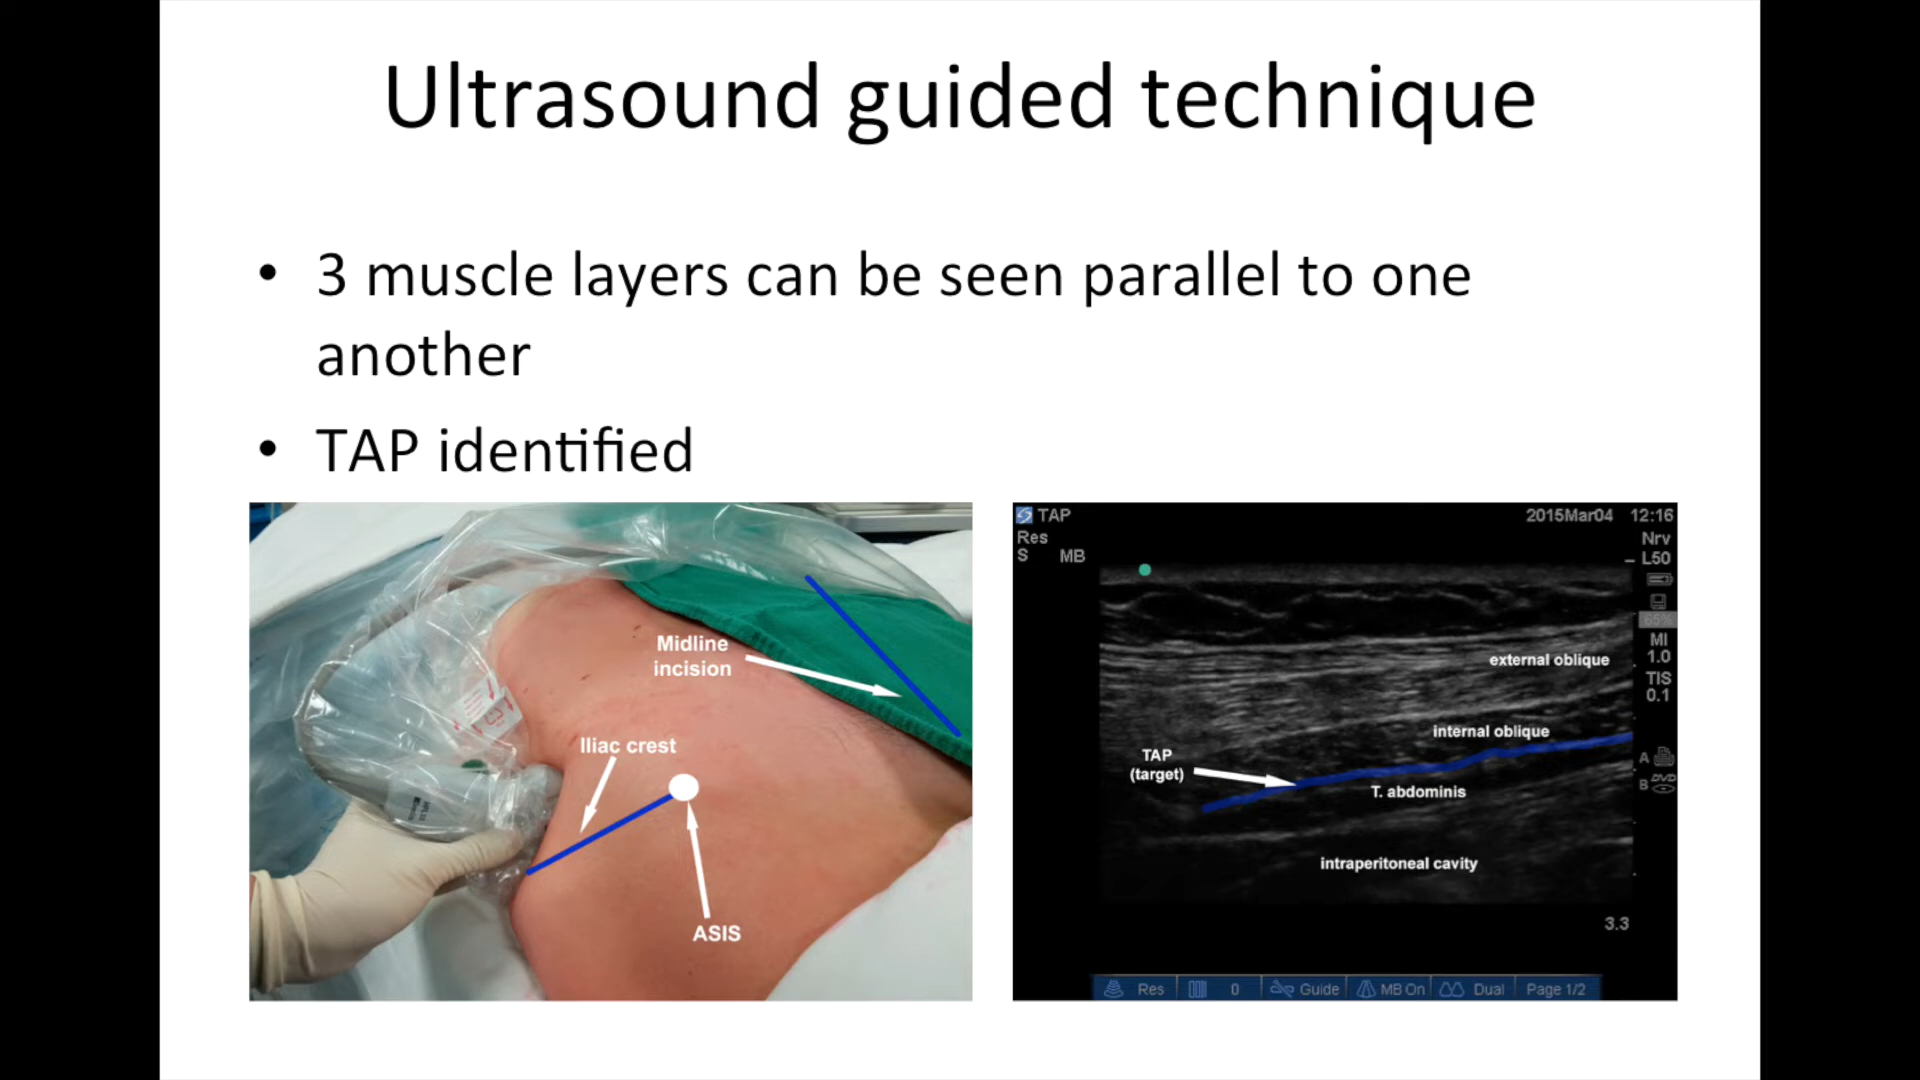 Ultrasound guided technique
• 3 muscle layers can be seen parallel to one
another
• TAP identified
Midline
incision
Iliac crest
ASIS
TAP
2015Mar04 12:16
Res
S MB
Nrv
L50
65%
MI
1.0
TIS
0.1
external oblique
internal oblique
TAP
(target)
T. abdominis
intraperitoneal cavity
A
B DVD
3.3
Res 0 Guide MB On Dual Page 1/2